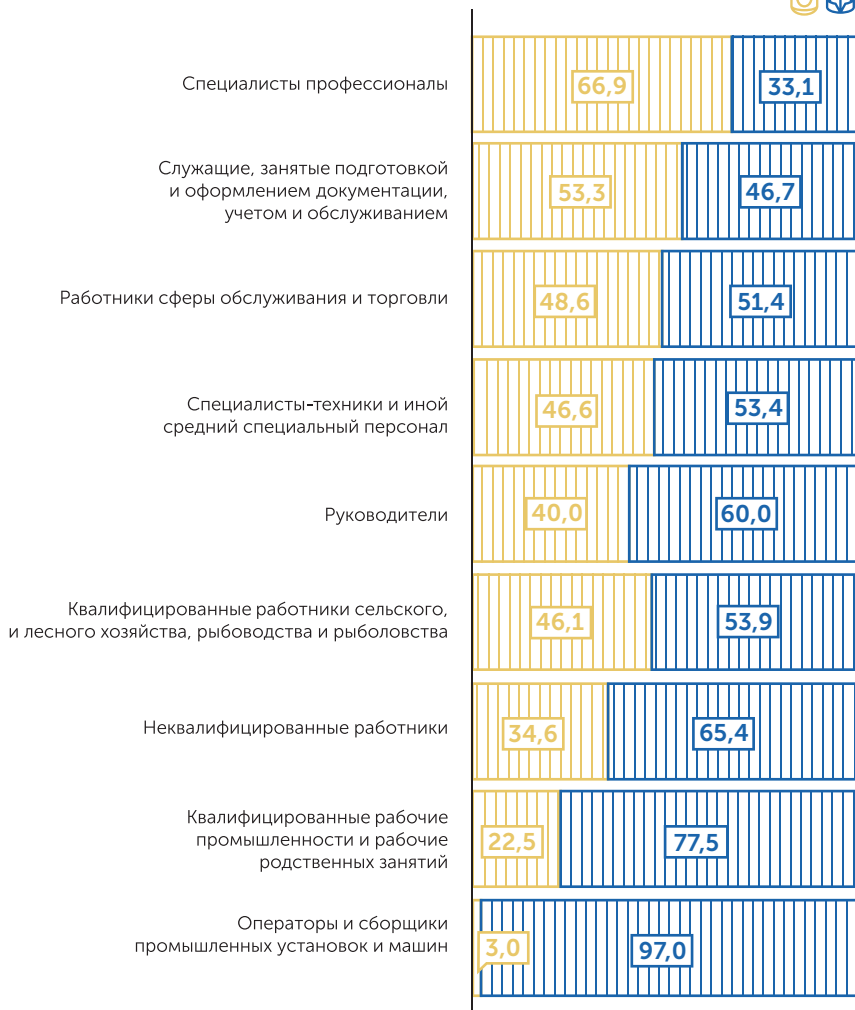 Специалисты профессионалы
66,9
33,1
Служащие, занятые подготовкой
и оформлением документации,
учетом и обслуживанием
53,3
46,7
Работники сферы обслуживания и торговли
48,6
51,4
Специалисты-техники и иной
средний специальный персонал
46,6
53,4
Руководители
40,0
60,0
Квалифицированные работники сельского,
и лесного хозяйства, рыбоводства и рыболовства
46,1
53,9
Неквалифицированные работники
34,6
65,4
Квалифицированные рабочие
промышленности и рабочие
родственных занятий
22,5
77,5
Операторы и сборщики
промышленных установок и машин
3,0
97,0